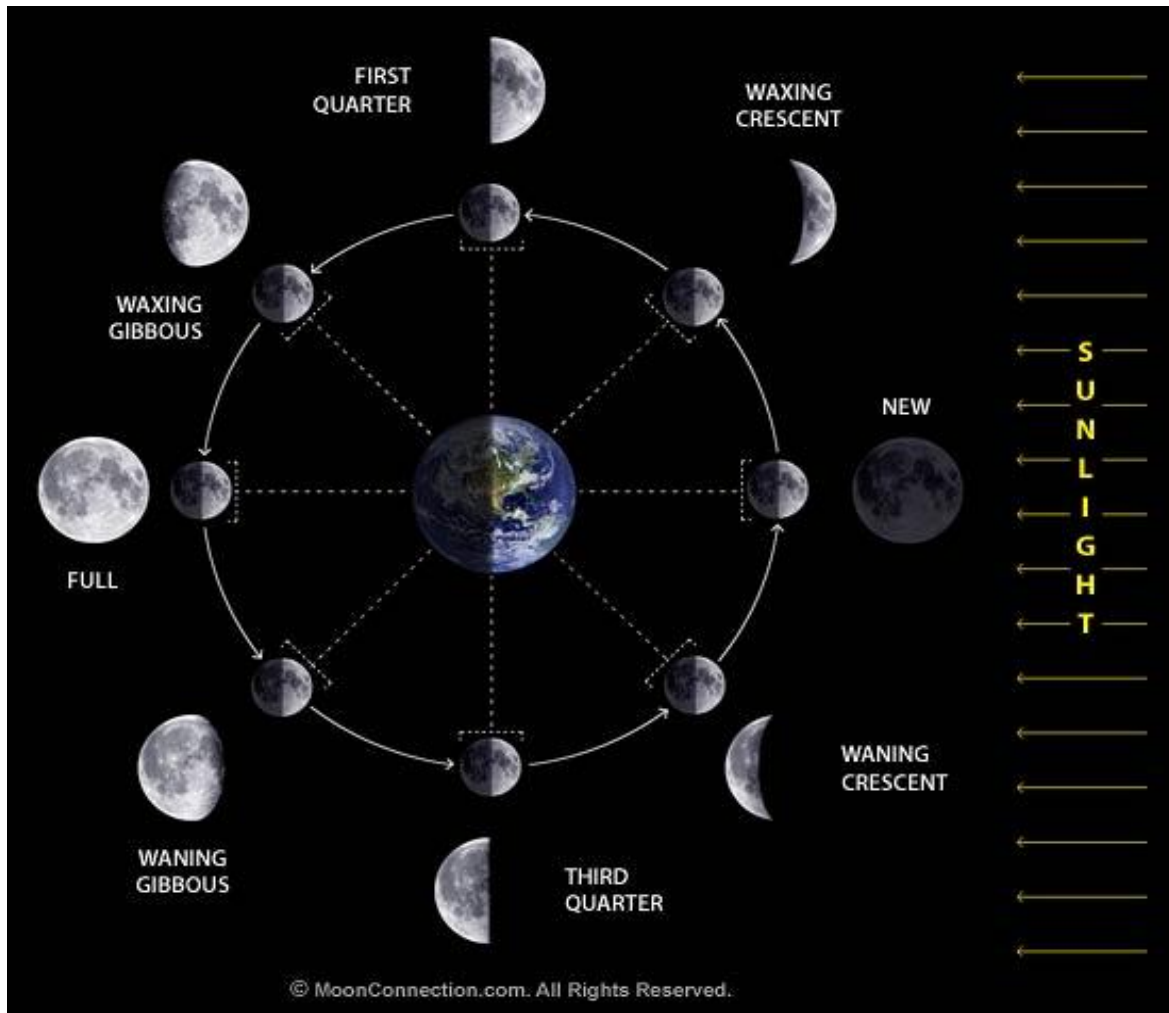 FIRST
QUARTER
WAXING
CRESCENT
WAXING
GIBBOUS
NEW
SUNLIGHT
FULL
WANING
CRESCENT
WANING
GIBBOUS
THIRD
QUARTER
© MoonConnection.com. All Rights Reserved.